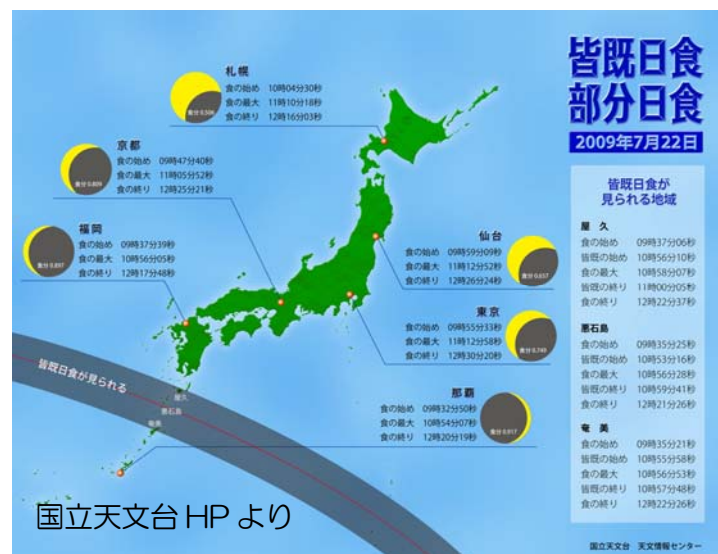 皆既日食
部分日食
2009年7月22日
札幌
食の始め 10時04分30秒
食の最大 11時10分18秒
食の終り 12時16分03秒
食分0.506
京都
食の始め 09時47分40秒
食の最大 11時05分52秒
食の終り 12時25分21秒
食分0.809
福岡
食の始め 09時37分39秒
食の最大 10時56分05秒
食の終り 12時17分48秒
食分0.897
仙台
食の始め 09時59分09秒
食の最大 11時12分52秒
食の終り 12時26分24秒
食分0.657
東京
食の始め 09時55分33秒
食の最大 11時12分58秒
食の終り 12時30分20秒
食分0.749
那覇
食の始め 09時32分50秒
食の最大 10時54分07秒
食の終り 12時20分19秒
食分0.917
皆既日食が見られる
屋久
悪石島
奄美
皆既日食が
見られる地域
屋久
食の始め 09時37分06秒
皆既の始め 10時56分10秒
食の最大 10時58分07秒
皆既の終り 11時00分05秒
食の終り 12時22分37秒
悪石島
食の始め 09時35分25秒
皆既の始め 10時53分16秒
食の最大 10時56分28秒
皆既の終り 10時59分41秒
食の終り 12時21分26秒
奄美
食の始め 09時35分21秒
皆既の始め 10時55分58秒
食の最大 10時56分53秒
皆既の終り 10時57分48秒
食の終り 12時22分26秒
国立天文台HPより
国立天文台 天文情報センター